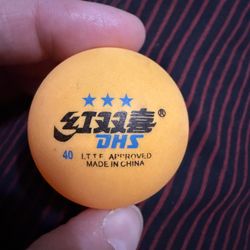 ★★★
红双喜®
DHS
40 I.T.T.F. APPROVED
MADE IN CHINA